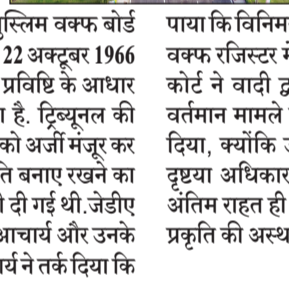 मुस्लिम वक्फ बोर्ड
22 अक्टूबर 1966
प्रविष्टि के आधार
है. ट्रिब्यूनल की
को अर्जी मंजूर कर
बनाए रखने का
दी गई थी.जेडीए
आचार्य और उनके
ने तर्क दिया कि
पाया कि विनिम
वक्फ रजिस्टर
कोर्ट ने वादी
वर्तमान मामले
दिया, क्योंकि
दृष्टया अधिकार
अंतिम राहत ही
प्रकृति की अस्थ